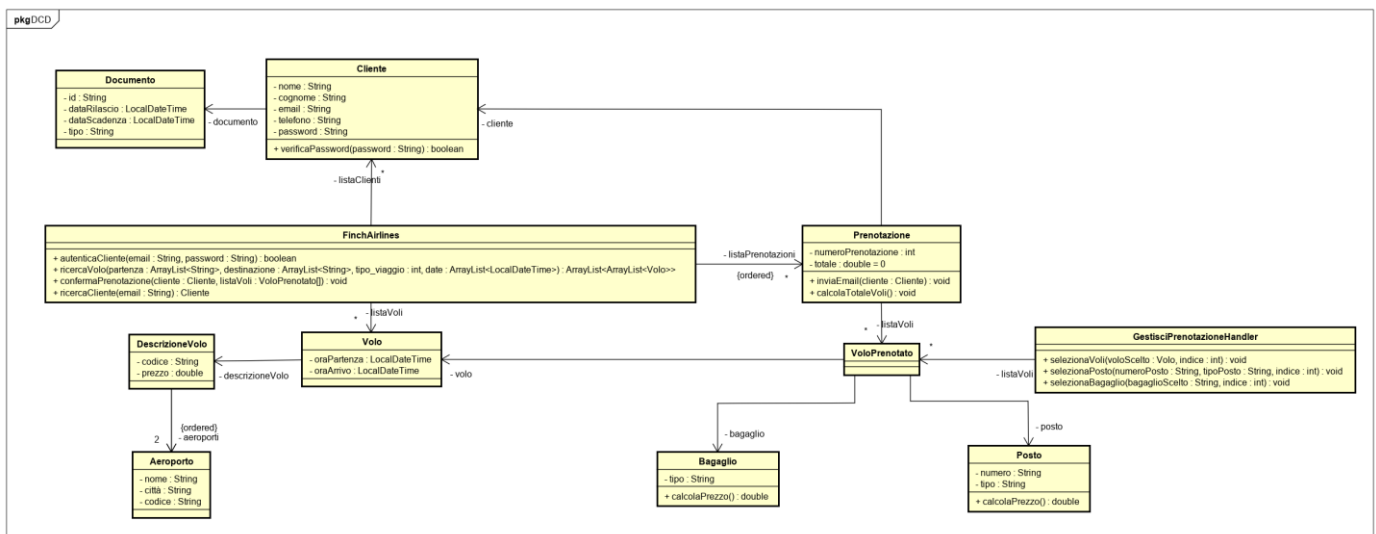 pkg DCD
Documento
- id : String
- dataRilascio : LocalDateTime
- dataScadenza : LocalDateTime
- tipo : String
- documento
Cliente
- nome : String
- cognome : String
- email : String
- telefono : String
- password : String
+ verificaPassword(password : String) : boolean
- cliente
*
- listaClienti
FinchAirlines
+ autenticaCliente(email : String, password : String) : boolean
+ ricercaVolo(partenza : ArrayList<String>, destinazione : ArrayList<String>, tipo_viaggio : int, date : ArrayList<LocalDateTime>) : ArrayList<ArrayList<Volo>>
+ confermaPrenotazione(cliente : Cliente, listaVoli : VoloPrenotato[]) : void
+ ricercaCliente(email : String) : Cliente
- listaPrenotazioni
{ordered} *
Prenotazione
- numeroPrenotazione : int
- totale : double = 0
+ inviaEmail(cliente : Cliente) : void
+ calcolaTotaleVoli() : void
- listaVoli
*
- listaVoli
*
DescrizioneVolo
- codice : String
- prezzo : double
- descrizioneVolo
Volo
- oraPartenza : LocalDateTime
- oraArrivo : LocalDateTime
- volo
VoloPrenotato
*
- listaVoli
GestisciPrenotazioneHandler
+ selezionaVoli(voloScelto : Volo, indice : int) : void
+ selezionaPosto(numeroPosto : String, tipoPosto : String, indice : int) : void
+ selezionaBagaglio(bagaglioScelto : String, indice : int) : void
{ordered}
2 - aeroporti
Aeroporto
- nome : String
- città : String
- codice : String
- bagaglio
Bagaglio
- tipo : String
+ calcolaPrezzo() : double
- posto
Posto
- numero : String
- tipo : String
+ calcolaPrezzo() : double